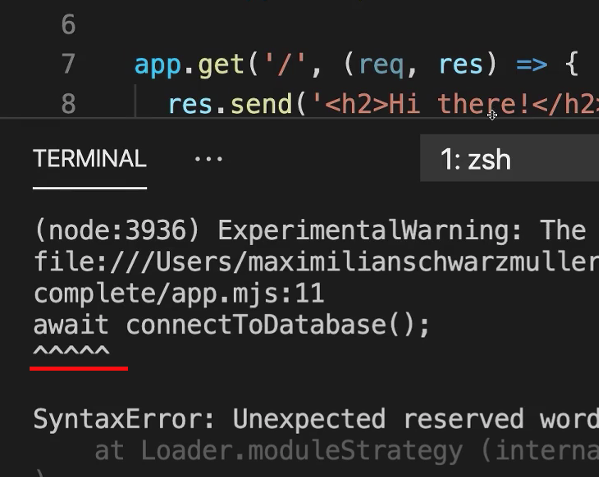 6
7 app.get('/', (req, res) => {
8 res.send('<h2>Hi there!</h2>
TERMINAL ... 1: zsh
(node:3936) ExperimentalWarning: The
file:///Users/maximilianschwarzmuller
complete/app.mjs:11
await connectToDatabase();
^^^^^
SyntaxError: Unexpected reserved word
at Loader.moduleStrategy (interna
)